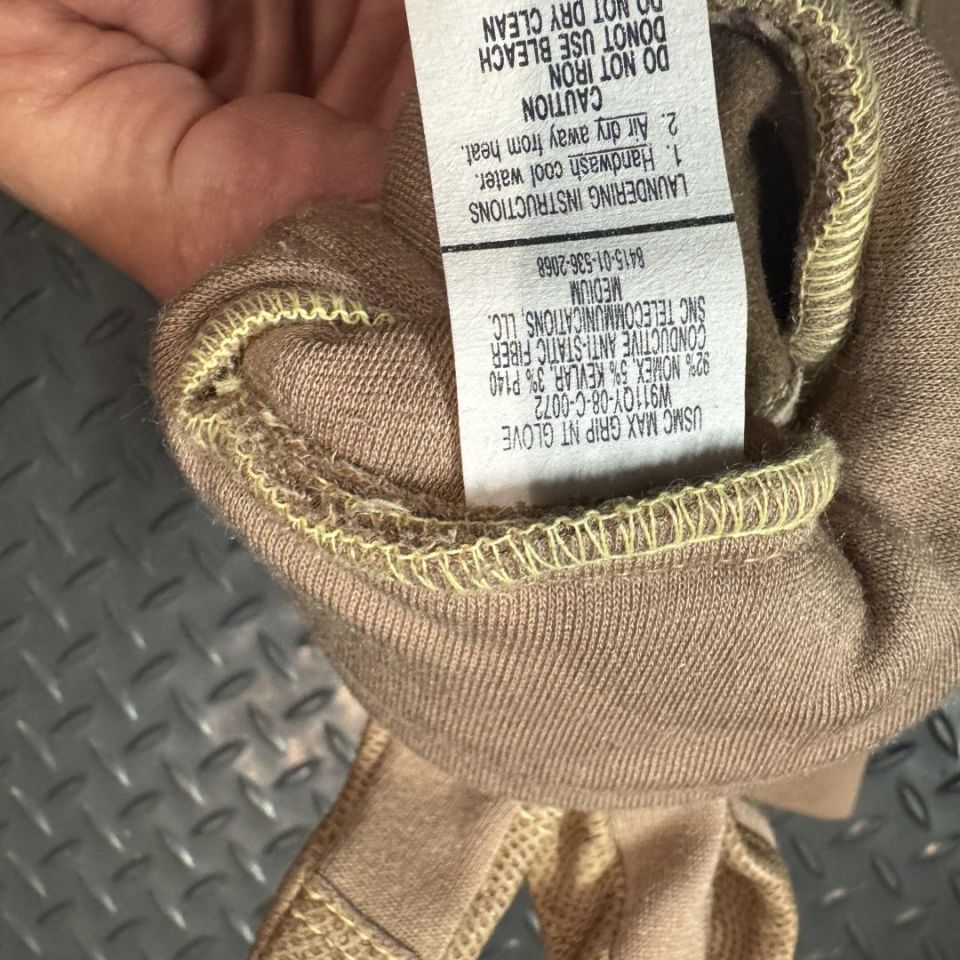 USMC MAX GRIP NT GLOVE
W911QY-08-C-0072
92% NOMEX, 5% KEVLAR, 3% P140
CONDUCTIVE ANTI-STATIC FIBER
SNC TELECOMMUNICATIONS, LLC.
MEDIUM
8415-01-536-2068
LAUNDERING INSTRUCTIONS
1. Handwash cool water.
2. Air dry away from heat.
CAUTION
DO NOT IRON
DONOT USE BLEACH
DO NOT DRY CLEAN